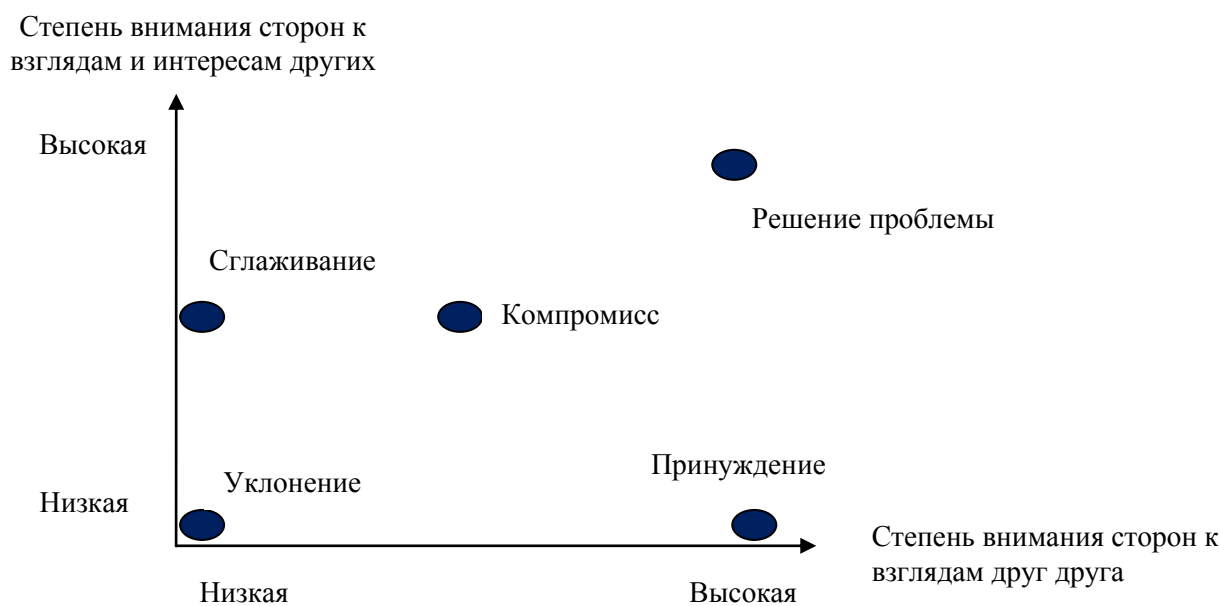 Степень внимания сторон к
взглядам и интересам других
Высокая
Решение проблемы
Сглаживание
Компромисс
Принуждение
Уклонение
Низкая
Степень внимания сторон к
взглядам друг друга
Низкая
Высокая